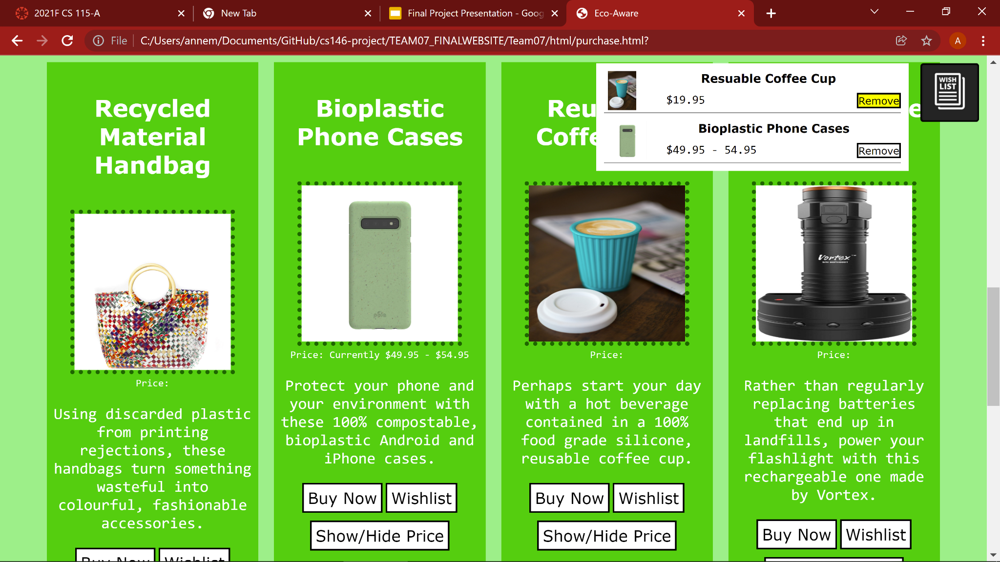 2021F CS 115-A
New Tab
Final Project Presentation - Goog
Eco-Aware
File
C:/Users/annem/Documents/GitHub/cs146-project/TEAM07_FINALWEBSITE/Team07/html/purchase.html?
A
Recycled
Material
Handbag
Price:
Using discarded plastic
from printing
rejections, these
handbags turn something
wasteful into
colourful, fashionable
accessories.
Buy Now
Wishlist
Bioplastic
Phone Cases
pela
Price: Currently $49.95 - $54.95
Protect your phone and
your environment with
these 100% compostable,
bioplastic Android and
iPhone cases.
Buy Now
Wishlist
Show/Hide Price
Reu
Coffe
Price:
Perhaps start your day
with a hot beverage
contained in a 100%
food grade silicone,
reusable coffee cup.
Buy Now
Wishlist
Show/Hide Price
Resuable Coffee Cup
$19.95
Remove
Bioplastic Phone Cases
$49.95 - 54.95
Remove
WISH
LIST
e
Vortex™
Price:
Rather than regularly
replacing batteries
that end up in
landfills, power your
flashlight with this
rechargeable one made
by Vortex.
Buy Now
Wishlist